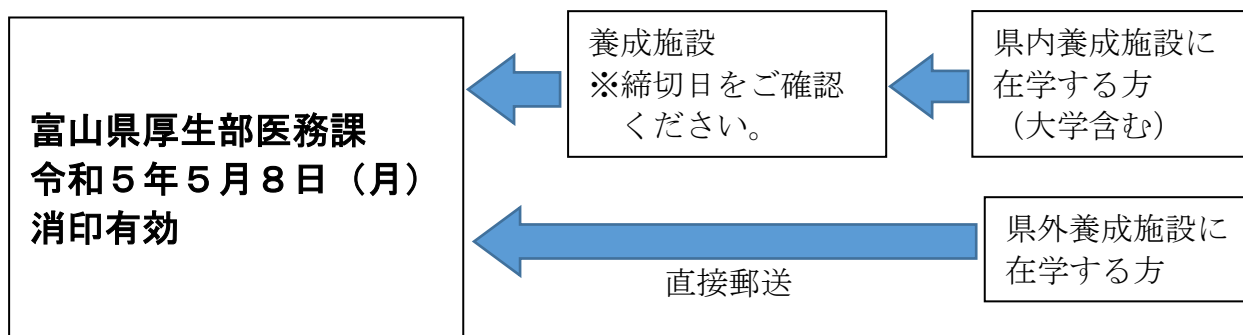 富山県厚生部医務課
令和５年５月８日（月）
消印有効
養成施設
※締切日をご確認
ください。
県内養成施設に
在学する方
（大学含む）
県外養成施設に
在学する方
直接郵送